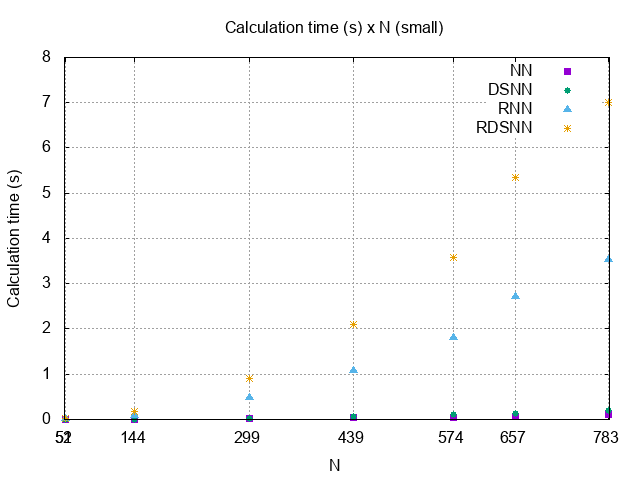 Calculation time (s) x N (small)
8
7
6
5
4
3
2
1
0
Calculation time (s)
NN
DSNN
RNN
RDSNN
144
299
439
574
657
783
N